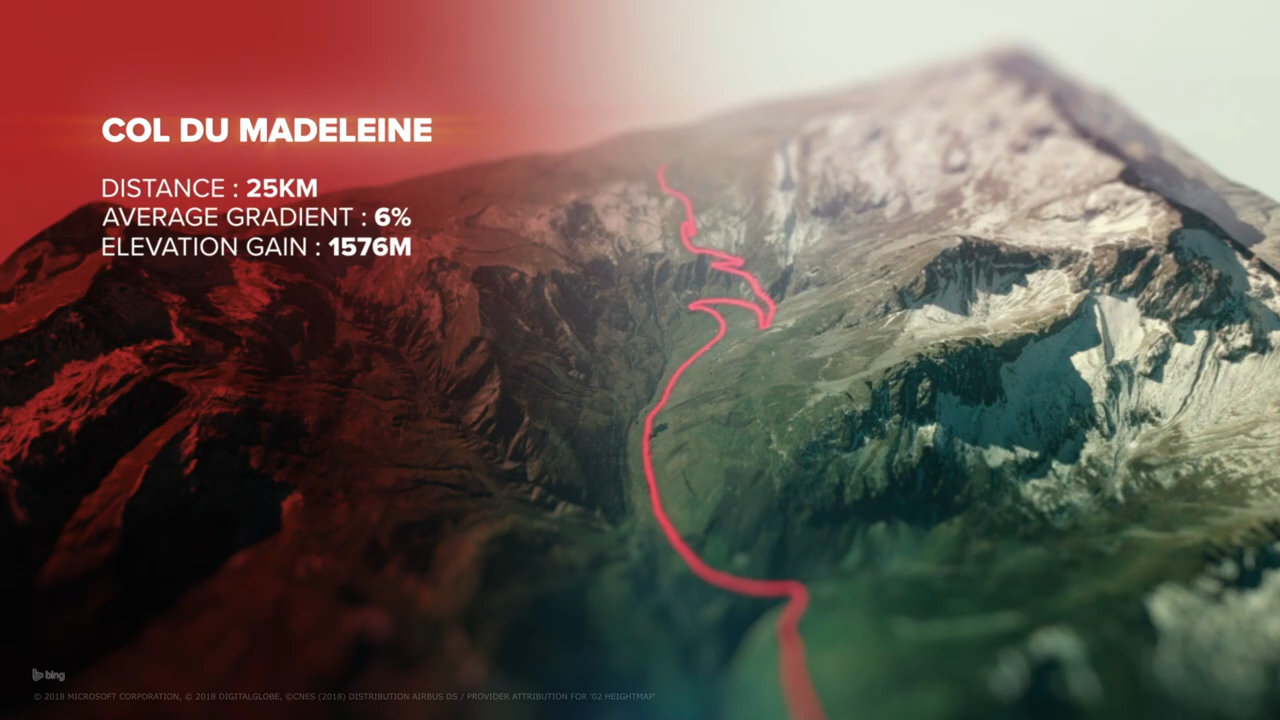 COL DU MADELEINE
DISTANCE : 25KM
AVERAGE GRADIENT : 6%
ELEVATION GAIN : 1576M
bing
© 2018 MICROSOFT CORPORATION, © 2018 DIGITALGLOBE, ©CNES (2018) DISTRIBUTION AIRBUS DS / PROVIDER ATTRIBUTION FOR '02 HEIGHTMAP'